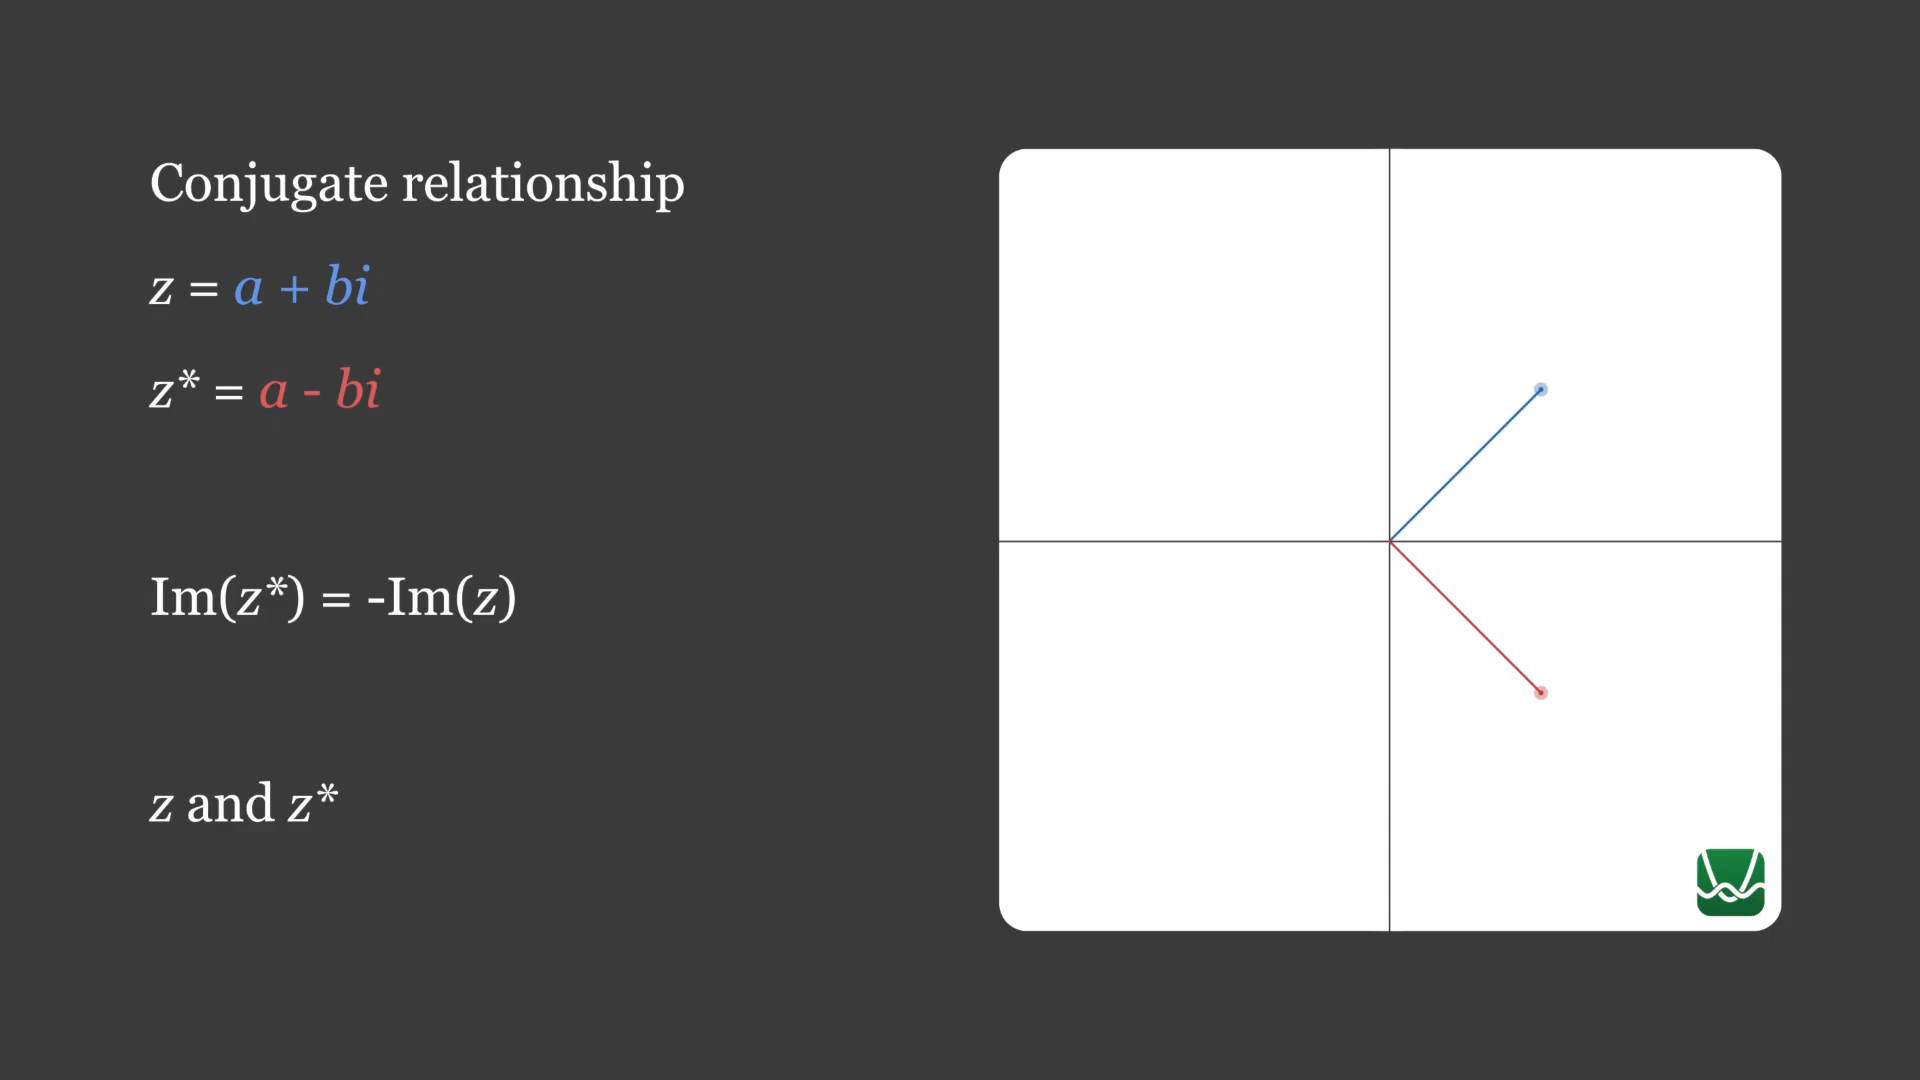 Conjugate relationship
z = a + bi
z* = a - bi
Im(z*) = -Im(z)
z and z*